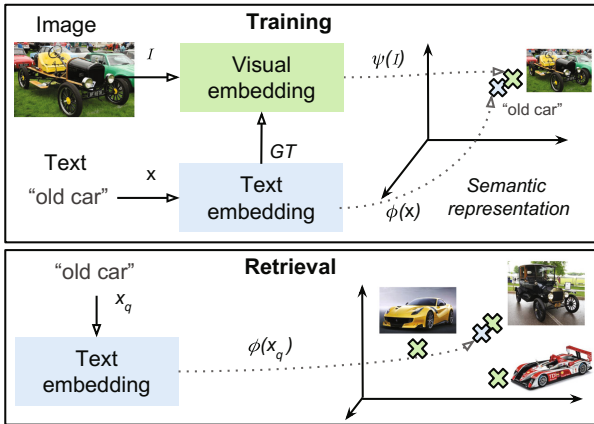 Training
Image
I
Visual
embedding
ψ(I)
"old car"
GT
Text
"old car"
x
Text
embedding
ϕ(x)
Semantic
representation
Retrieval
"old car"
x_q
Text
embedding
ϕ(x_q)